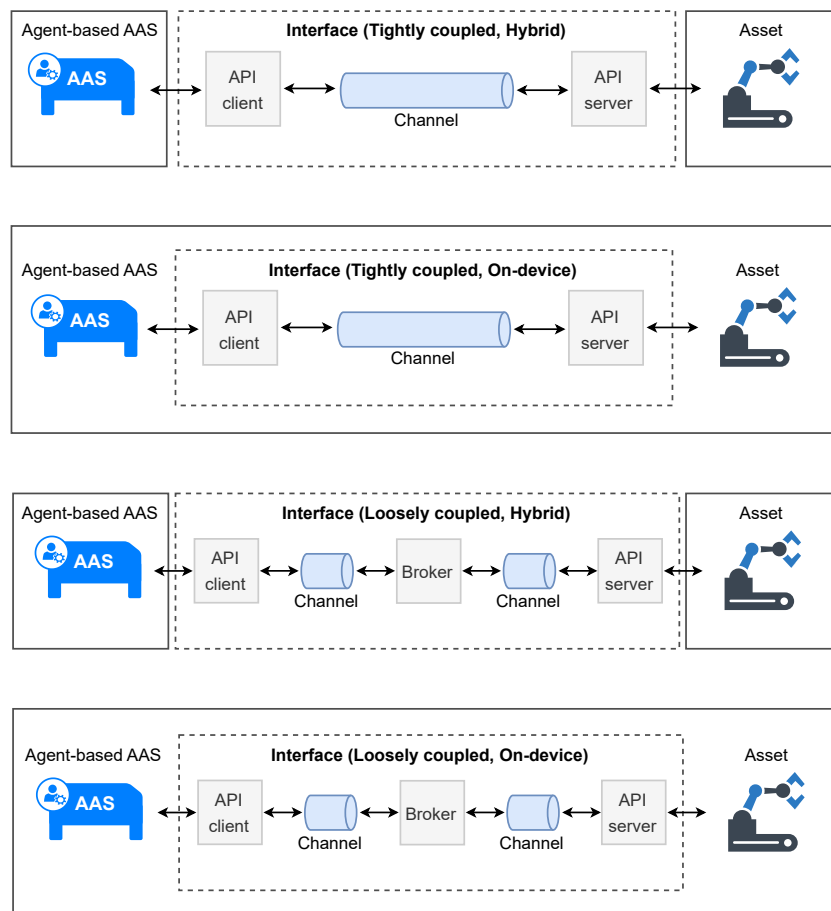 Agent-based AAS
Interface (Tightly coupled, Hybrid)
Asset
AAS
API
client
Channel
API
server
Agent-based AAS
Interface (Tightly coupled, On-device)
Asset
AAS
API
client
Channel
API
server
Agent-based AAS
Interface (Loosely coupled, Hybrid)
Asset
AAS
API
client
Channel
Broker
Channel
API
server
Agent-based AAS
Interface (Loosely coupled, On-device)
Asset
AAS
API
client
Channel
Broker
Channel
API
server